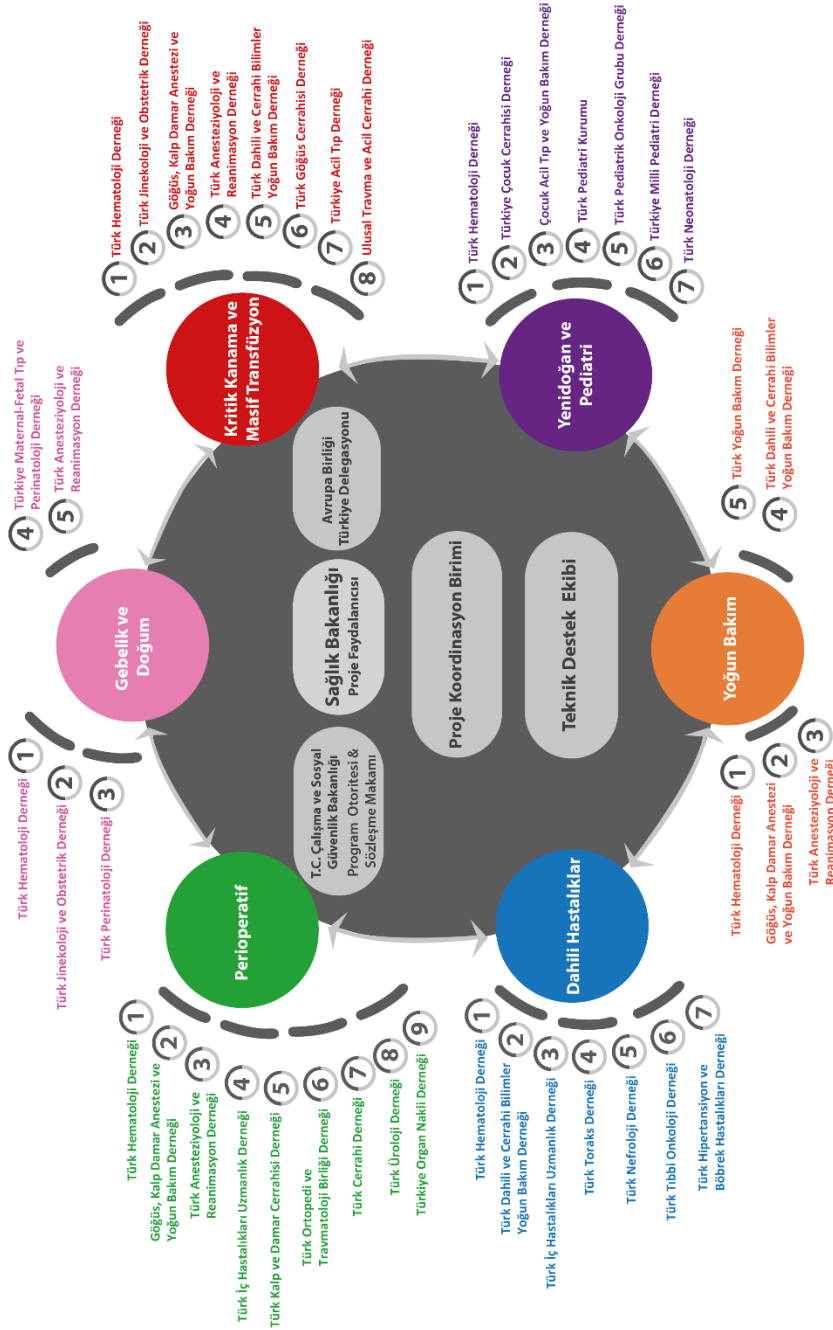 Gebelik ve
Doğum
1
Türk Hematoloji Derneği
2
Türk Jinekoloji ve Obstetrik Derneği
3
Türk Perinatoloji Derneği
4
Türkiye Maternal-Fetal Tıp ve
Perinatoloji Derneği
5
Türk Anesteziyoloji ve
Reanimasyon Derneği
Kritik Kanama ve
Masif Transfüzyon
1
Türk Hematoloji Derneği
2
Türk Jinekoloji ve Obstetrik Derneği
3
Göğüs, Kalp Damar Anestezi ve
Yoğun Bakım Derneği
4
Türk Anesteziyoloji ve
Reanimasyon Derneği
5
Türk Dahili ve Cerrahi Bilimler
Yoğun Bakım Derneği
6
Türk Göğüs Cerrahisi Derneği
7
Türkiye Acil Tıp Derneği
8
Ulusal Travma ve Acil Cerrahi Derneği
Yenidoğan ve
Pediatri
1
Türk Hematoloji Derneği
2
Türkiye Çocuk Cerrahisi Derneği
3
Çocuk Acil Tıp ve Yoğun Bakım Derneği
4
Türk Pediatri Kurumu
5
Türk Pediatrik Onkoloji Grubu Derneği
6
Türkiye Milli Pediatri Derneği
7
Türk Neonatoloji Derneği
Yoğun Bakım
1
Türk Hematoloji Derneği
2
Göğüs, Kalp Damar Anestezi
ve Yoğun Bakım Derneği
3
Türk Anesteziyoloji ve
Reanimasyon Derneği
4
Türk Dahili ve Cerrahi Bilimler
Yoğun Bakım Derneği
5
Türk Yoğun Bakım Derneği
Dahili Hastalıklar
1
Türk Hematoloji Derneği
2
Türk Dahili ve Cerrahi Bilimler
Yoğun Bakım Derneği
3
Türk İç Hastalıkları Uzmanlık Derneği
4
Türk Toraks Derneği
5
Türk Nefroloji Derneği
6
Türk Tıbbi Onkoloji Derneği
7
Türk Hipertansiyon ve
Böbrek Hastalıkları Derneği
Perioperatif
1
Türk Hematoloji Derneği
2
Göğüs, Kalp Damar Anestezi ve
Yoğun Bakım Derneği
3
Türk Anesteziyoloji ve
Reanimasyon Derneği
4
Türk İç Hastalıkları Uzmanlık Derneği
5
Türk Kalp ve Damar Cerrahisi Derneği
6
Türk Ortopedi ve
Travmatoloji Birliği Derneği
7
Türk Cerrahi Derneği
8
Türk Üroloji Derneği
9
Türkiye Organ Nakli Derneği
T.C. Çalışma ve Sosyal
Güvenlik Bakanlığı
Program Otoritesi &
Sözleşme Makamı
Sağlık Bakanlığı
Proje Faydalanıcısı
Avrupa Birliği
Türkiye Delegasyonu
Proje Koordinasyon Birimi
Teknik Destek Ekibi